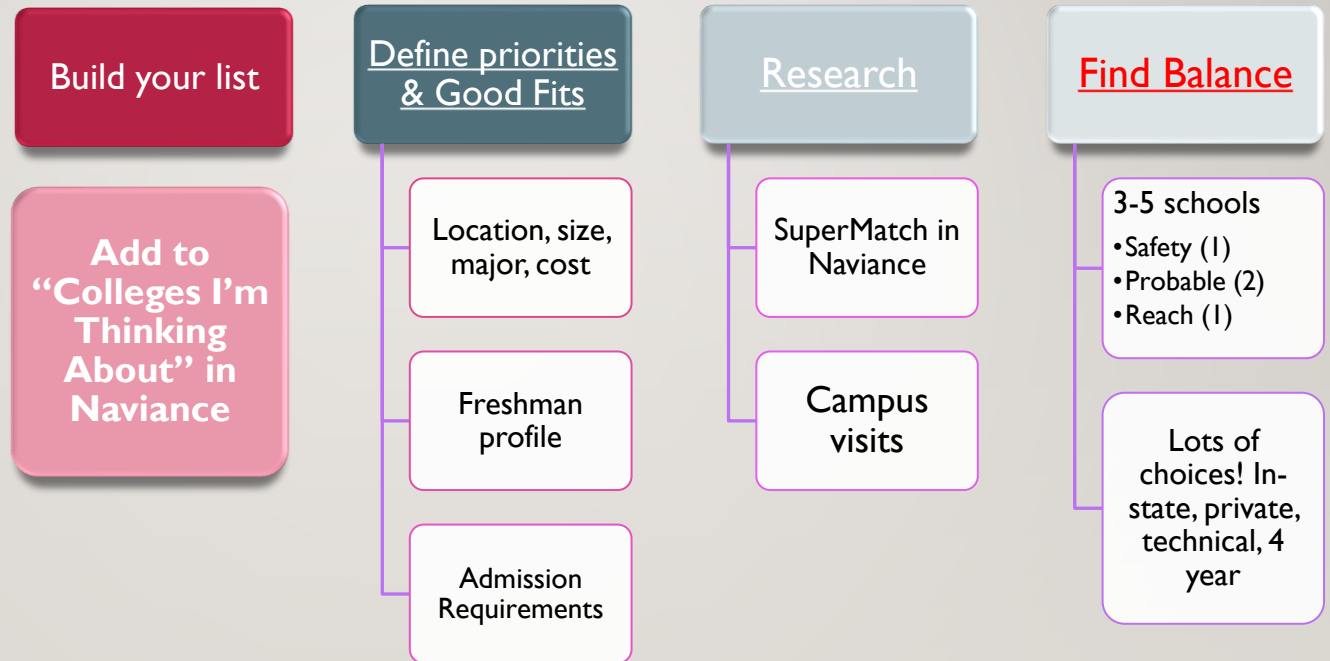 Build your list
Add to
“Colleges I’m
Thinking
About” in
Naviance
Define priorities
& Good Fits
Location, size,
major, cost
Freshman
profile
Admission
Requirements
Research
SuperMatch in
Naviance
Campus
visits
Find Balance
3-5 schools
•Safety (1)
•Probable (2)
•Reach (1)
Lots of
choices! In-
state, private,
technical, 4
year